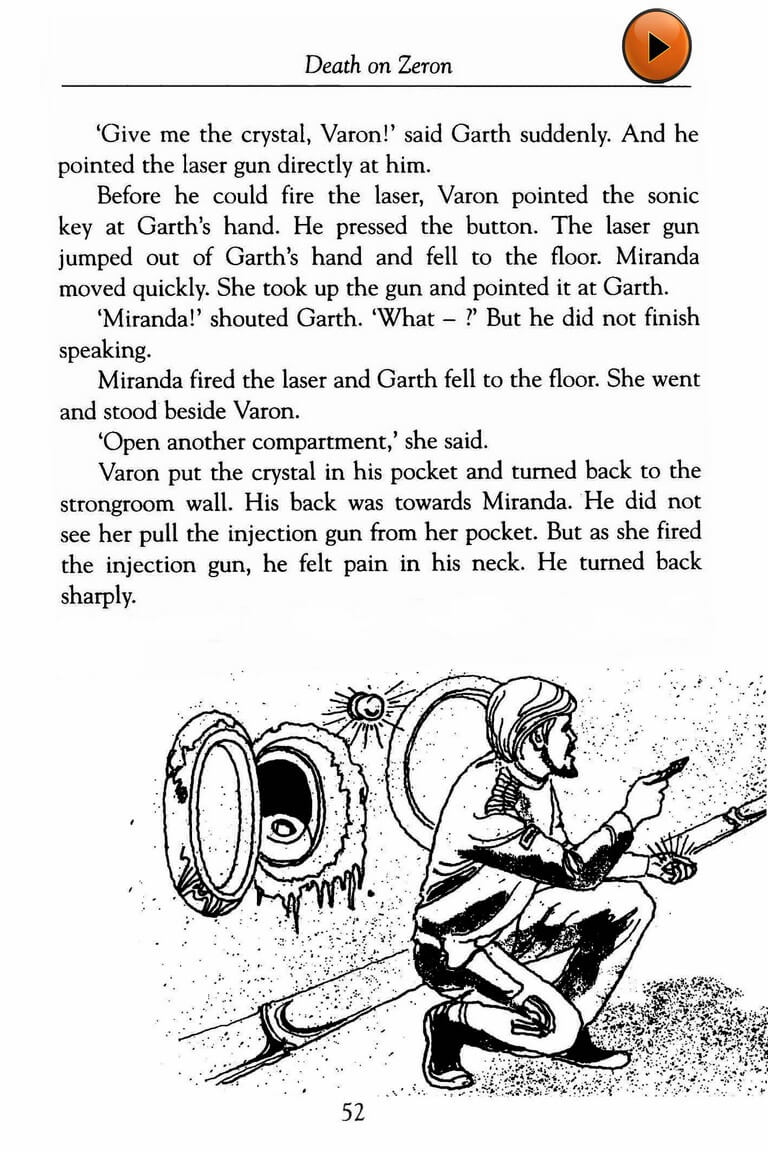 Death on Zeron
‘Give me the crystal, Varon!’ said Garth suddenly. And he
pointed the laser gun directly at him.
Before he could fire the laser, Varon pointed the sonic
key at Garth’s hand. He pressed the button. The laser gun
jumped out of Garth’s hand and fell to the floor. Miranda
moved quickly. She took up the gun and pointed it at Garth.
‘Miranda!’ shouted Garth. ‘What – ?’ But he did not finish
speaking.
Miranda fired the laser and Garth fell to the floor. She went
and stood beside Varon.
‘Open another compartment,’ she said.
Varon put the crystal in his pocket and turned back to the
strongroom wall. His back was towards Miranda. He did not
see her pull the injection gun from her pocket. But as she fired
the injection gun, he felt pain in his neck. He turned back
sharply.
52